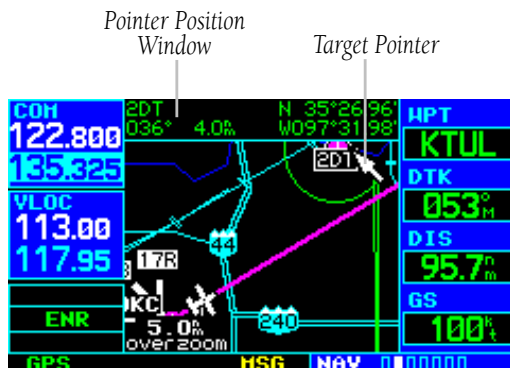 Pointer Position
Window
Target Pointer
COM
122.800
135.325
VLOC
113.00
117.95
ENR
GPS
2DT
036° 4.0nm
N 35°26.96'
W097°31.98'
2DT
44
17R
KC
240
5.0nm
overzoom
MSG
NAV
WPT
KTUL
DTK
053°M
DIS
95.7nm
GS
100kt